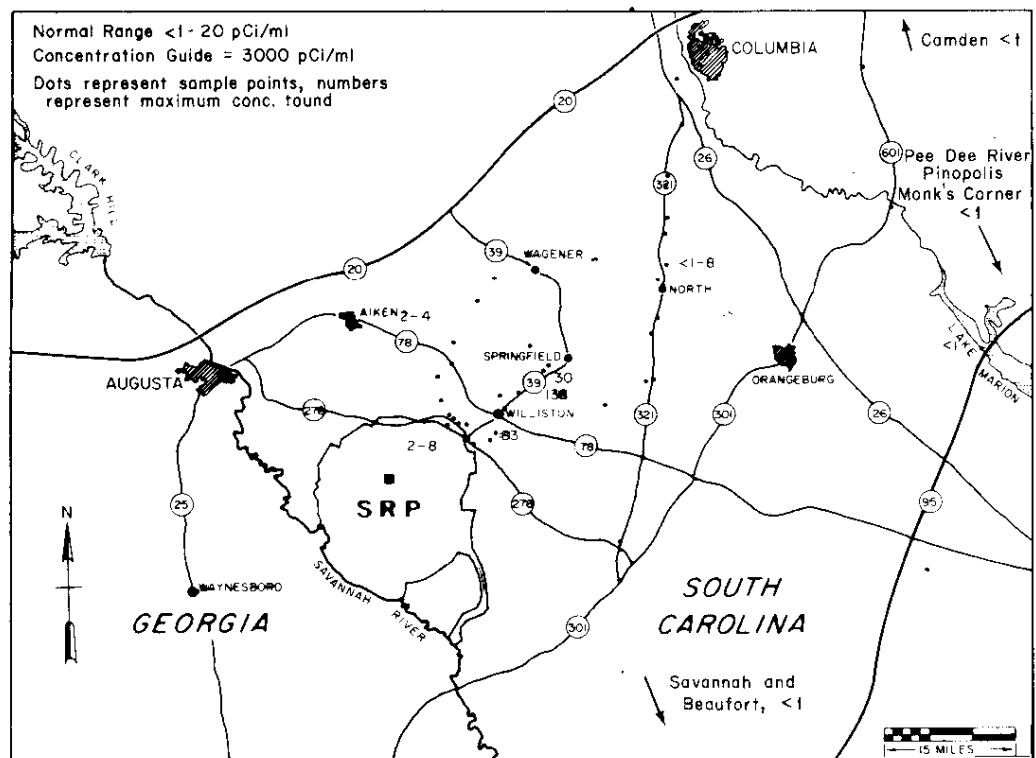 Normal Range <1-20 pCi/ml
Concentration Guide = 3000 pCi/ml
Dots represent sample points, numbers
represent maximum conc. found
COLUMBIA
Camden <1
20
26
601
Pee Dee River
Pinopolis
Monk's Corner
<1
CLARK HILL
321
39
WAGENER
20
<1-8
NORTH
AIKEN 2-4
78
SPRINGFIELD
LAKE MARION
<1
AUGUSTA
39
30
138
ORANGEBURG
278
WILLISTON
321
301
26
83
2-8
78
SRP
278
95
25
N
WAYNESBORO
SAVANNAH RIVER
GEORGIA
SOUTH
CAROLINA
301
Savannah and
Beaufort, <1
15 MILES